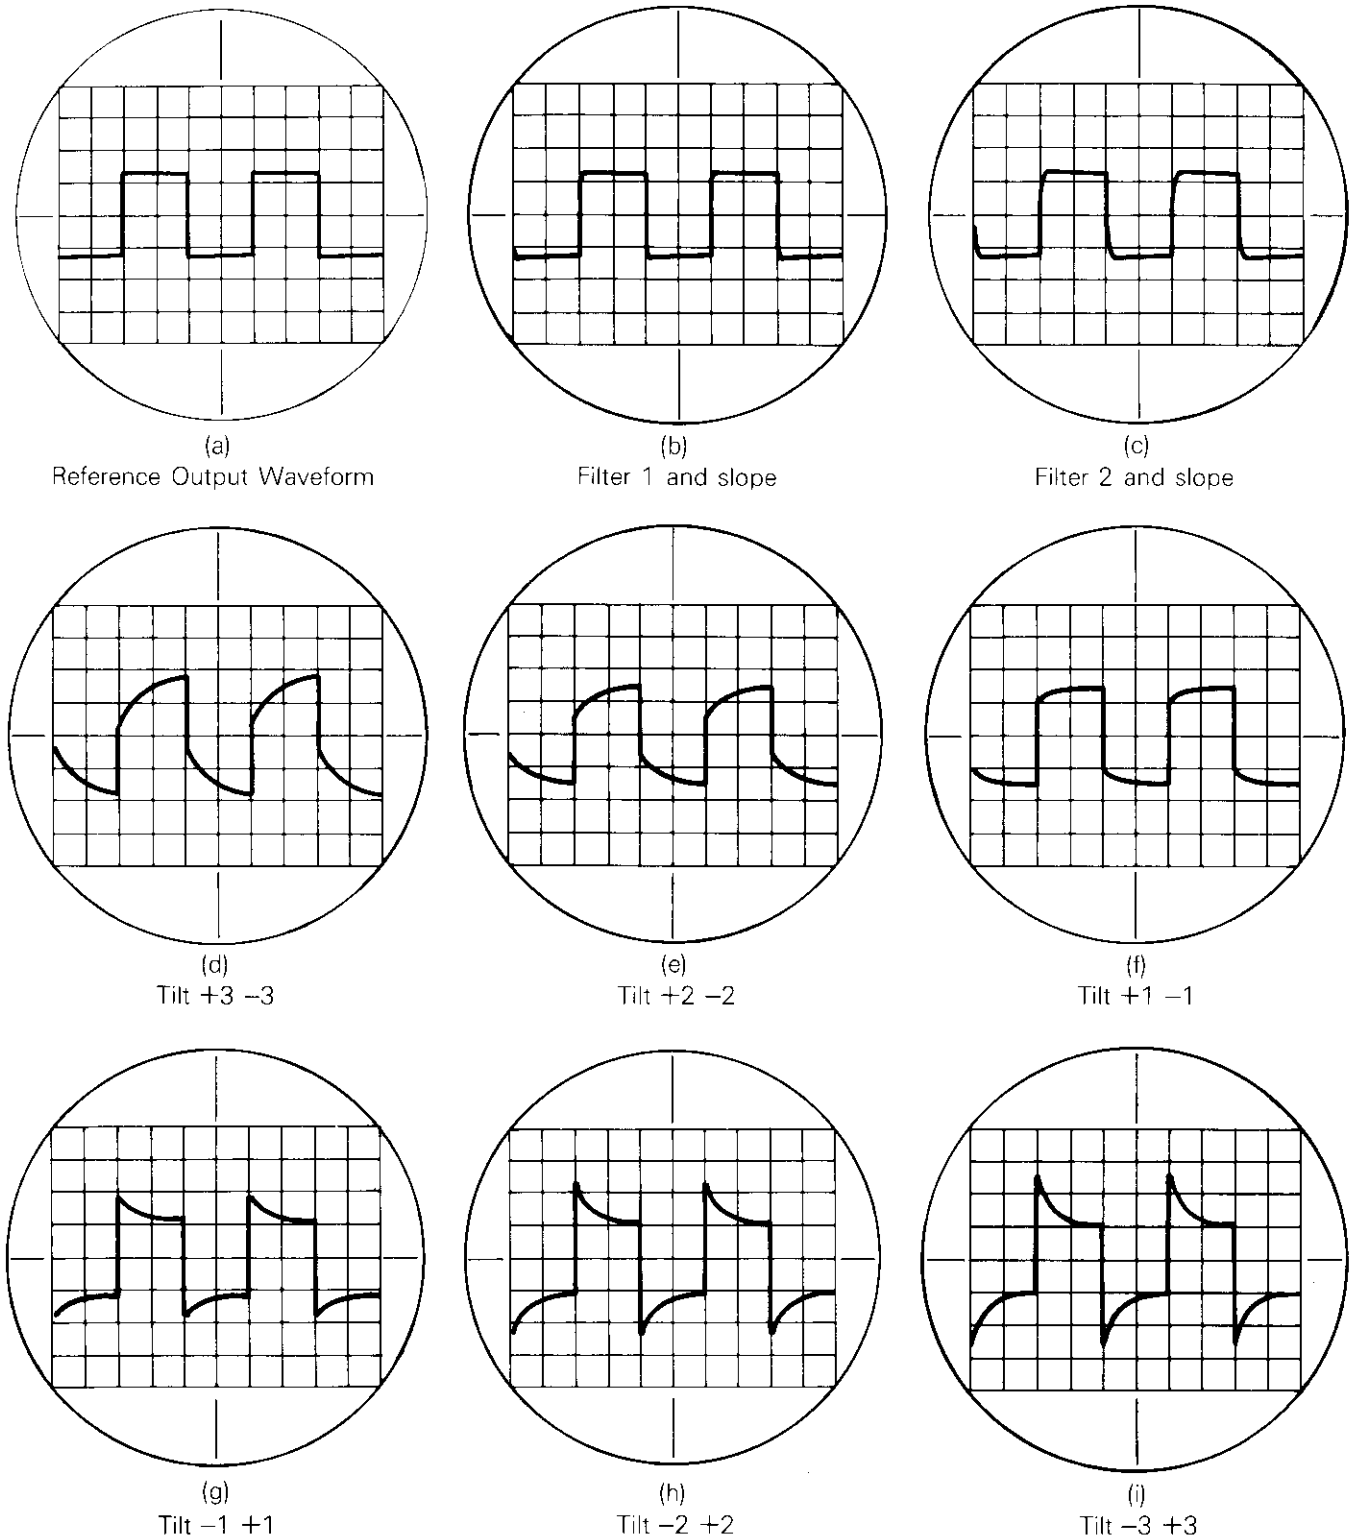 (a)
Reference Output Waveform
(b)
Filter 1 and slope
(c)
Filter 2 and slope
(d)
Tilt +3 −3
(e)
Tilt +2 −2
(f)
Tilt +1 −1
(g)
Tilt −1 +1
(h)
Tilt −2 +2
(i)
Tilt −3 +3